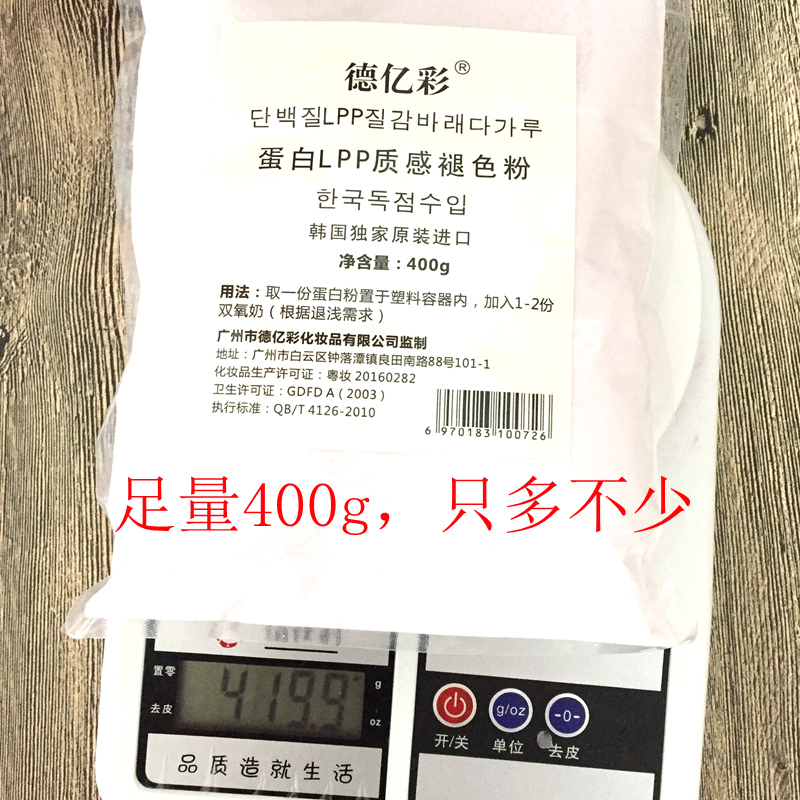 德亿彩®
단백질LPP질감바래다가루
蛋白LPP质感褪色粉
한국독점수입
韩国独家原装进口
净含量：400g
用法：取一份蛋白粉置于塑料容器内，加入1-2份
双氧奶（根据退浅需求）
广州市德亿彩化妆品有限公司监制
地址：广州市白云区钟落潭镇良田南路88号101-1
化妆品生产许可证：粤妆 20160282
卫生许可证：GDFD A（2003）
执行标准：QB/T 4126-2010
6 970183 100726
足量400g，只多不少
置零
419.9
g
去皮
oz
g/oz
-0-
开/关
单位
去皮
品质造就生活